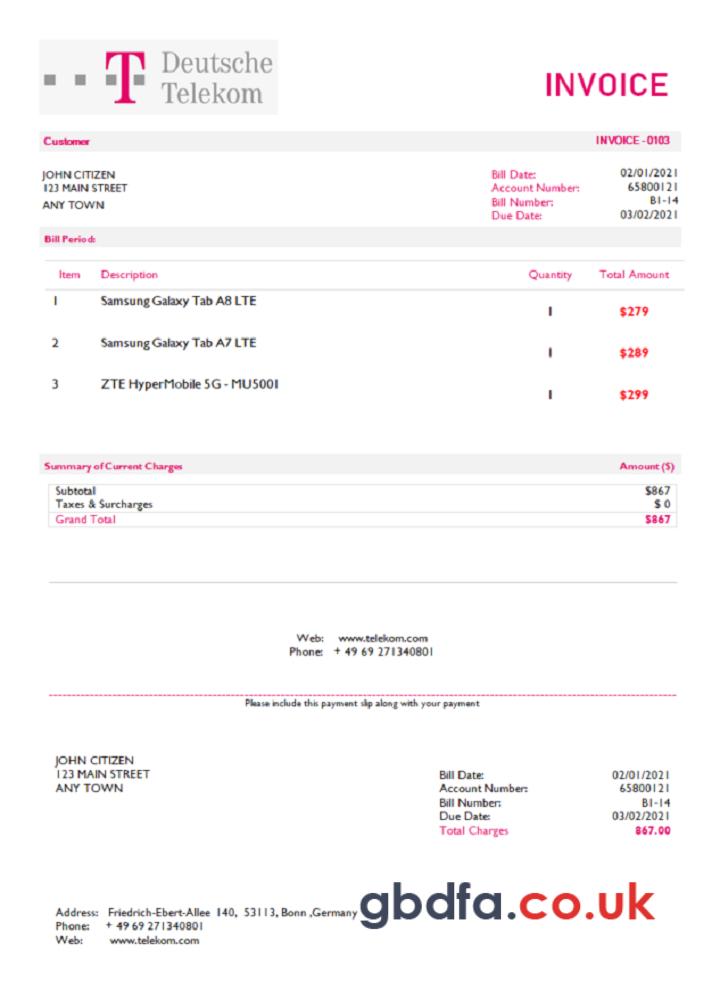 Deutsche
Telekom
INVOICE
Customer INVOICE -0103
JOHN CITIZEN
123 MAIN STREET
ANY TOWN
Bill Date: 02/01/2021
Account Number: 65800121
Bill Number: B1-14
Due Date: 03/02/2021
Bill Period:
Item Description Quantity Total Amount
1 Samsung Galaxy Tab A8 LTE 1 $279
2 Samsung Galaxy Tab A7 LTE 1 $289
3 ZTE HyperMobile 5G - MU5001 1 $299
Summary of Current Charges Amount ($)
Subtotal $867
Taxes & Surcharges $ 0
Grand Total $867
Web: www.telekom.com
Phone: + 49 69 271340801
Please include this payment slip along with your payment
JOHN CITIZEN
123 MAIN STREET
ANY TOWN
Bill Date: 02/01/2021
Account Number: 65800121
Bill Number: B1-14
Due Date: 03/02/2021
Total Charges 867.00
Address: Friedrich-Ebert-Allee 140, 53113, Bonn ,Germany
Phone: + 49 69 271340801
Web: www.telekom.com
gbdfa.co.uk